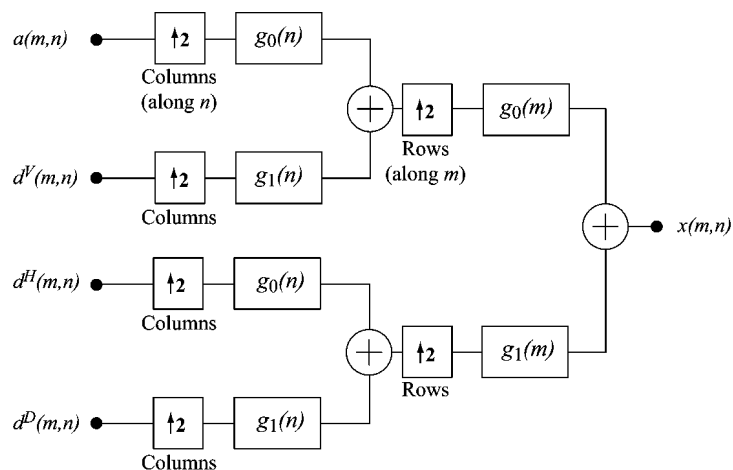 a(m,n)
↑2
g₀(n)
Columns
(along n)
+
↑2
g₀(m)
Rows
(along m)
dⱽ(m,n)
↑2
g₁(n)
Columns
+
x(m,n)
dᴴ(m,n)
↑2
g₀(n)
Columns
+
↑2
g₁(m)
Rows
dᴰ(m,n)
↑2
g₁(n)
Columns